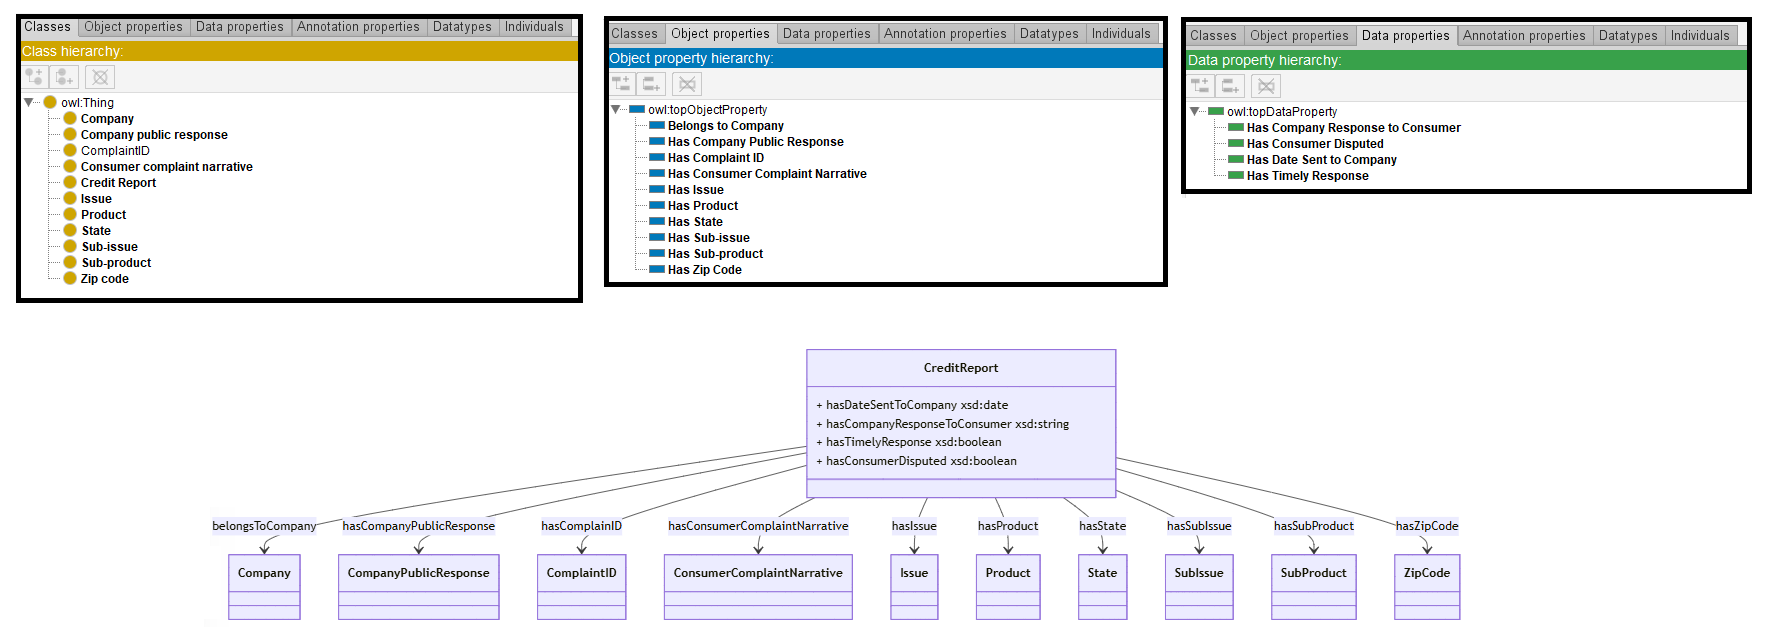 Classes Object properties Data properties Annotation properties Datatypes Individuals
Class hierarchy:
owl:Thing
Company
Company public response
ComplaintID
Consumer complaint narrative
Credit Report
Issue
Product
State
Sub-issue
Sub-product
Zip code
Classes Object properties Data properties Annotation properties Datatypes Individuals
Object property hierarchy:
owl:topObjectProperty
Belongs to Company
Has Company Public Response
Has Complaint ID
Has Consumer Complaint Narrative
Has Issue
Has Product
Has State
Has Sub-issue
Has Sub-product
Has Zip Code
Classes Object properties Data properties Annotation properties Datatypes Individuals
Data property hierarchy:
owl:topDataProperty
Has Company Response to Consumer
Has Consumer Disputed
Has Date Sent to Company
Has Timely Response
CreditReport
+ hasDateSentToCompany xsd:date
+ hasCompanyResponseToConsumer xsd:string
+ hasTimelyResponse xsd:boolean
+ hasConsumerDisputed xsd:boolean
belongsToCompany hasCompanyPublicResponse hasComplainID hasConsumerComplaintNarrative hasIssue hasProduct hasState hasSubIssue hasSubProduct hasZipCode
Company CompanyPublicResponse ComplaintID ConsumerComplaintNarrative Issue Product State SubIssue SubProduct ZipCode